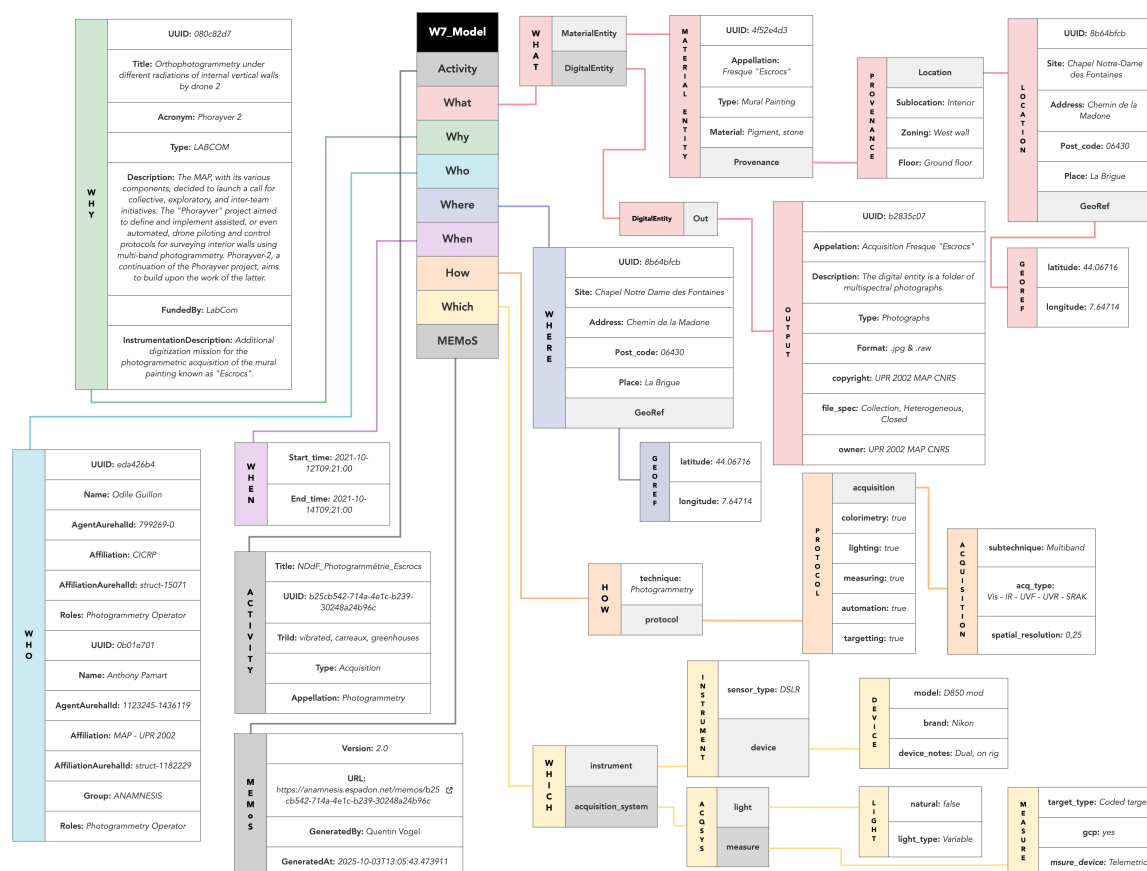 W7_Model
Activity
What
Why
Who
Where
When
How
Which
MEMoS
WHY
UUID: 080c82d7
Title: Orthophotogrammetry under
different radiations of internal vertical walls
by drone 2
Acronym: Phorayver 2
Type: LABCOM
Description: The MAP, with its various
components, decided to launch a call for
collective, exploratory, and inter-team
initiatives. The "Phorayver" project aimed
to define and implement assisted, or even
automated, drone piloting and control
protocols for surveying interior walls using
multi-band photogrammetry. Phorayver-2, a
continuation of the Phorayver project, aims
to build upon the work of the latter.
FundedBy: LabCom
InstrumentationDescription: Additional
digitization mission for the
photogrammetric acquisition of the mural
painting known as "Escrocs".
WHAT
MaterialEntity
DigitalEntity
MATERIAL ENTITY
UUID: 4f52e4d3
Appellation:
Fresque "Escrocs"
Type: Mural Painting
Material: Pigment, stone
Provenance
PROVENANCE
Location
Sublocation: Interior
Zoning: West wall
Floor: Ground floor
LOCATION
UUID: 8b64bfcb
Site: Chapel Notre-Dame
des Fontaines
Address: Chemin de la
Madone
Post_code: 06430
Place: La Brigue
GeoRef
GEOREF
latitude: 44.06716
longitude: 7.64714
DigitalEntity
Out
OUTPUT
UUID: b2835c07
Appelation: Acquisition Fresque "Escrocs"
Description: The digital entity is a folder of
multispectral photographs.
Type: Photographs
Format: .jpg & .raw
copyright: UPR 2002 MAP CNRS
file_spec: Collection, Heterogeneous,
Closed
owner: UPR 2002 MAP CNRS
WHERE
UUID: 8b64bfcb
Site: Chapel Notre Dame des Fontaines
Address: Chemin de la Madone
Post_code: 06430
Place: La Brigue
GeoRef
GEOREF
latitude: 44.06716
longitude: 7.64714
WHO
UUID: eda426b4
Name: Odile Guillon
AgentAurehalId: 799269-0
Affiliation: CICRP
AffiliationAurehalId: struct-15071
Roles: Photogrammetry Operator
UUID: 0b01e701
Name: Anthony Pamart
AgentAurehalId: 1123245-1436119
Affiliation: MAP - UPR 2002
AffiliationAurehalId: struct-1182229
Group: ANAMNESIS
Roles: Photogrammetry Operator
WHEN
Start_time: 2021-10-
12T09:21:00
End_time: 2021-10-
14T09:21:00
ACTIVITY
Title: NDdF_Photogrammétrie_Escrocs
UUID: b25cb542-714a-4e1c-b239-
30248a24b96c
TriId: vibrated, carreaux, greenhouses
Type: Acquisition
Appellation: Photogrammetry
MEMoS
Version: 2.0
URL:
https://anamnesis.espadon.net/memos/b25
cb542-714a-4e1c-b239-30248a24b96c
GeneratedBy: Quentin Vogel
GeneratedAt: 2025-10-03T13:05:43.473911
HOW
technique:
Photogrammetry
protocol
PROTOCOL
acquisition
colorimetry: true
lighting: true
measuring: true
automation: true
targetting: true
ACQUISITION
subtechnique: Multiband
acq_type:
Vis - IR - UVF - UVR - SRAK
spatial_resolution: 0,25
WHICH
instrument
acquisition_system
INSTRUMENT
sensor_type: DSLR
device
DEVICE
model: D850 mod
brand: Nikon
device_notes: Dual, on rig
ACQSYS
light
measure
LIGHT
natural: false
light_type: Variable
MEASURE
target_type: Coded targe
gcp: yes
msure_device: Telemetric